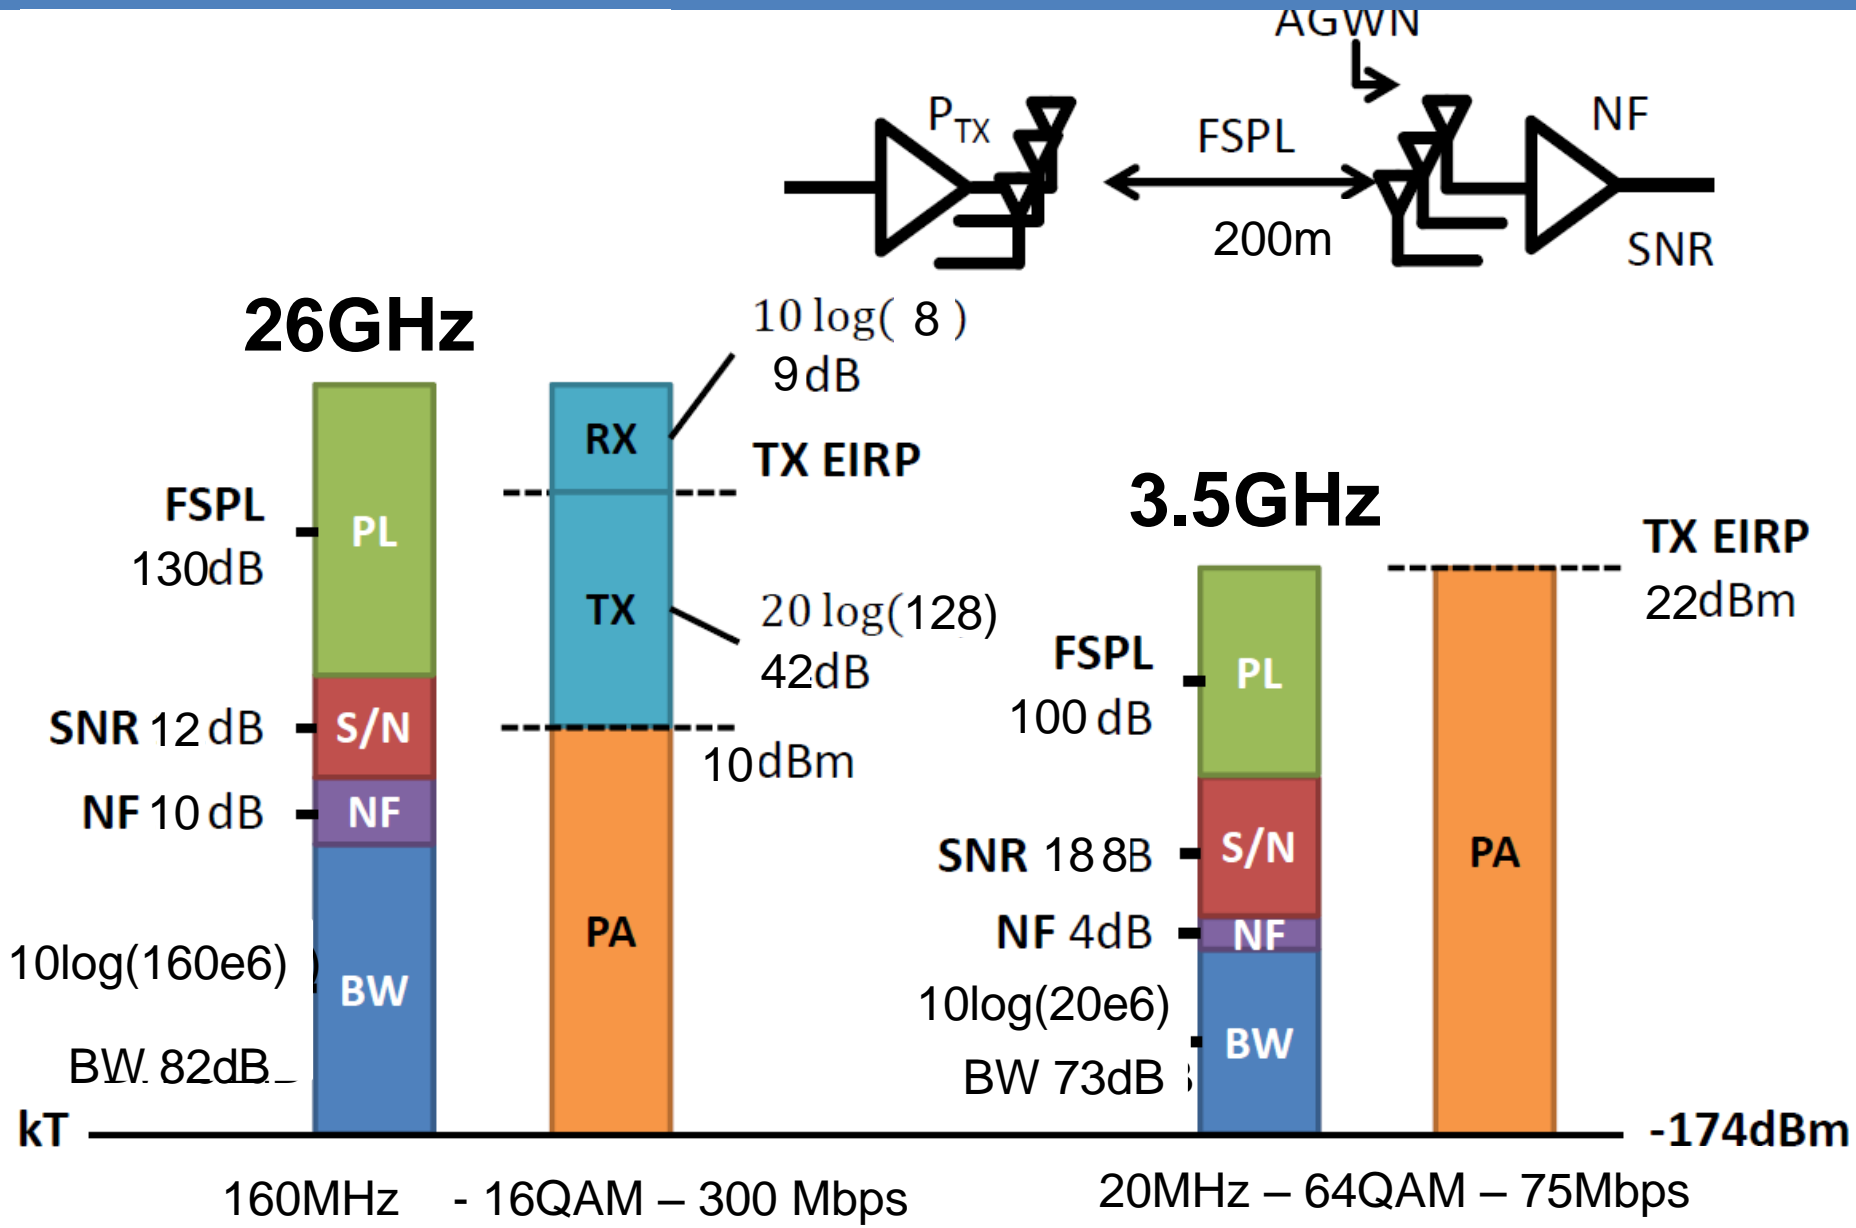 AGWN
PTX
FSPL
NF
200m
SNR
26GHz
10 log( 8 )
9dB
RX
TX EIRP
FSPL
130dB
PL
TX
20 log(128)
42dB
SNR 12 dB
S/N
10dBm
NF 10 dB
NF
PA
10log(160e6) )
BW
BW 82dB
kT
160MHz - 16QAM – 300 Mbps
3.5GHz
TX EIRP
22dBm
FSPL
100 dB
PL
SNR 188B
S/N
PA
NF 4dB
NF
10log(20e6)
BW
BW 73dB
-174dBm
20MHz – 64QAM – 75Mbps